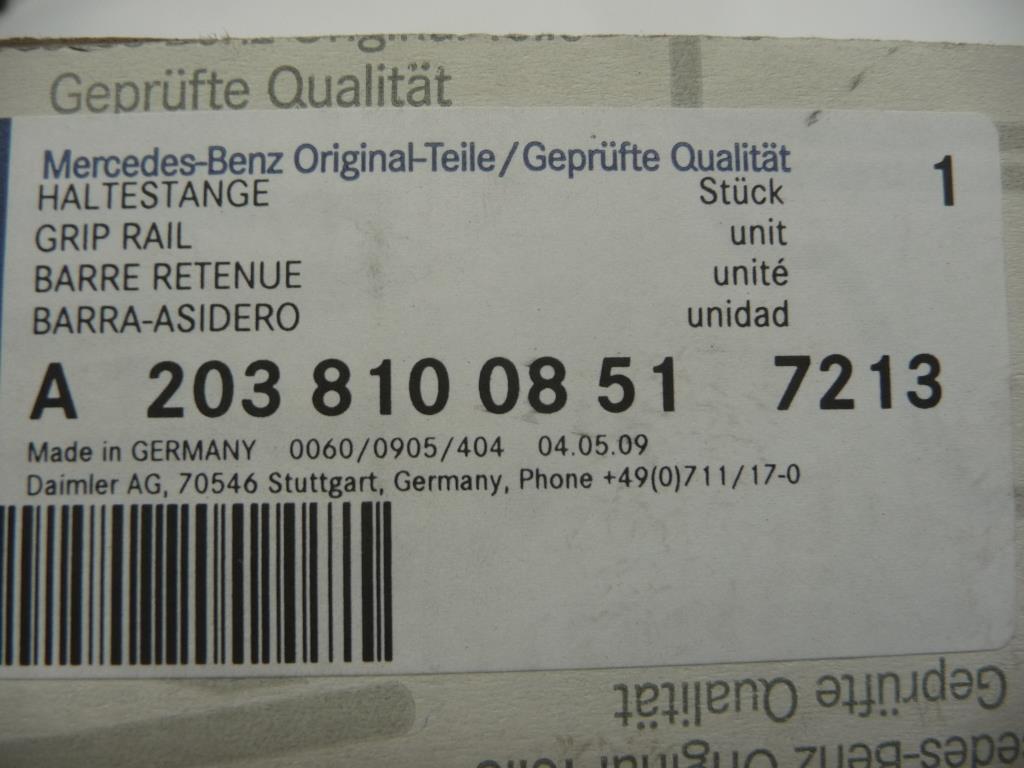 Geprüfte Qualität
Mercedes-Benz Original-Teile/Geprüfte Qualität
HALTESTANGE Stück 1
GRIP RAIL unit
BARRE RETENUE unité
BARRA-ASIDERO unidad
A 203 810 08 51 7213
Made in GERMANY 0060/0905/404 04.05.09
Daimler AG, 70546 Stuttgart, Germany, Phone +49(0)711/17-0
Geprüfte Qualität